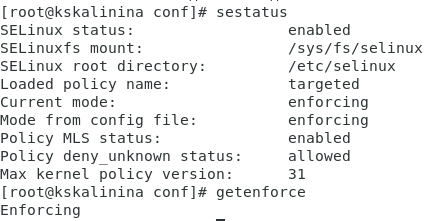 [root@kskalinina conf]# sestatus
SELinux status:                 enabled
SELinuxfs mount:                /sys/fs/selinux
SELinux root directory:         /etc/selinux
Loaded policy name:             targeted
Current mode:                   enforcing
Mode from config file:          enforcing
Policy MLS status:              enabled
Policy deny_unknown status:     allowed
Max kernel policy version:      31
[root@kskalinina conf]# getenforce
Enforcing